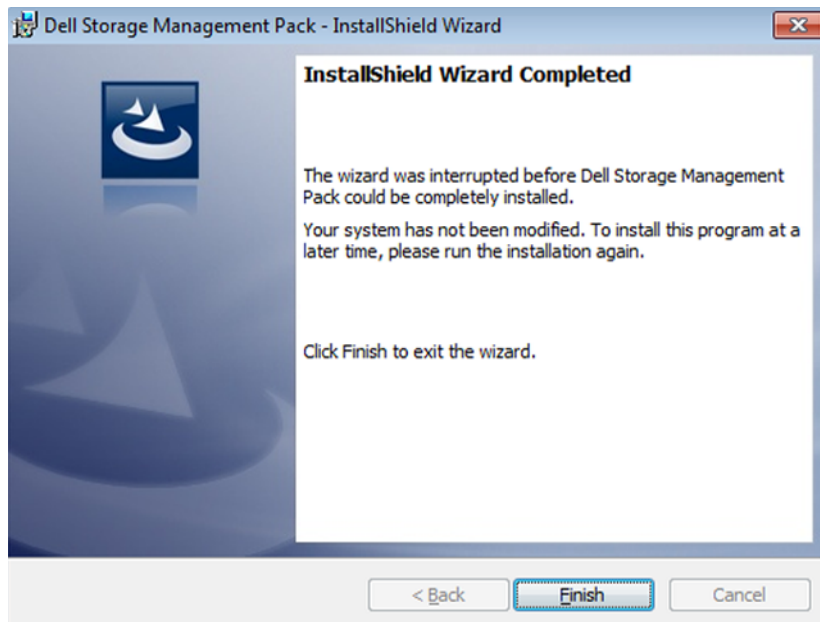 Dell Storage Management Pack - InstallShield Wizard
InstallShield Wizard Completed
The wizard was interrupted before Dell Storage Management
Pack could be completely installed.
Your system has not been modified. To install this program at a
later time, please run the installation again.
Click Finish to exit the wizard.
< Back
Finish
Cancel